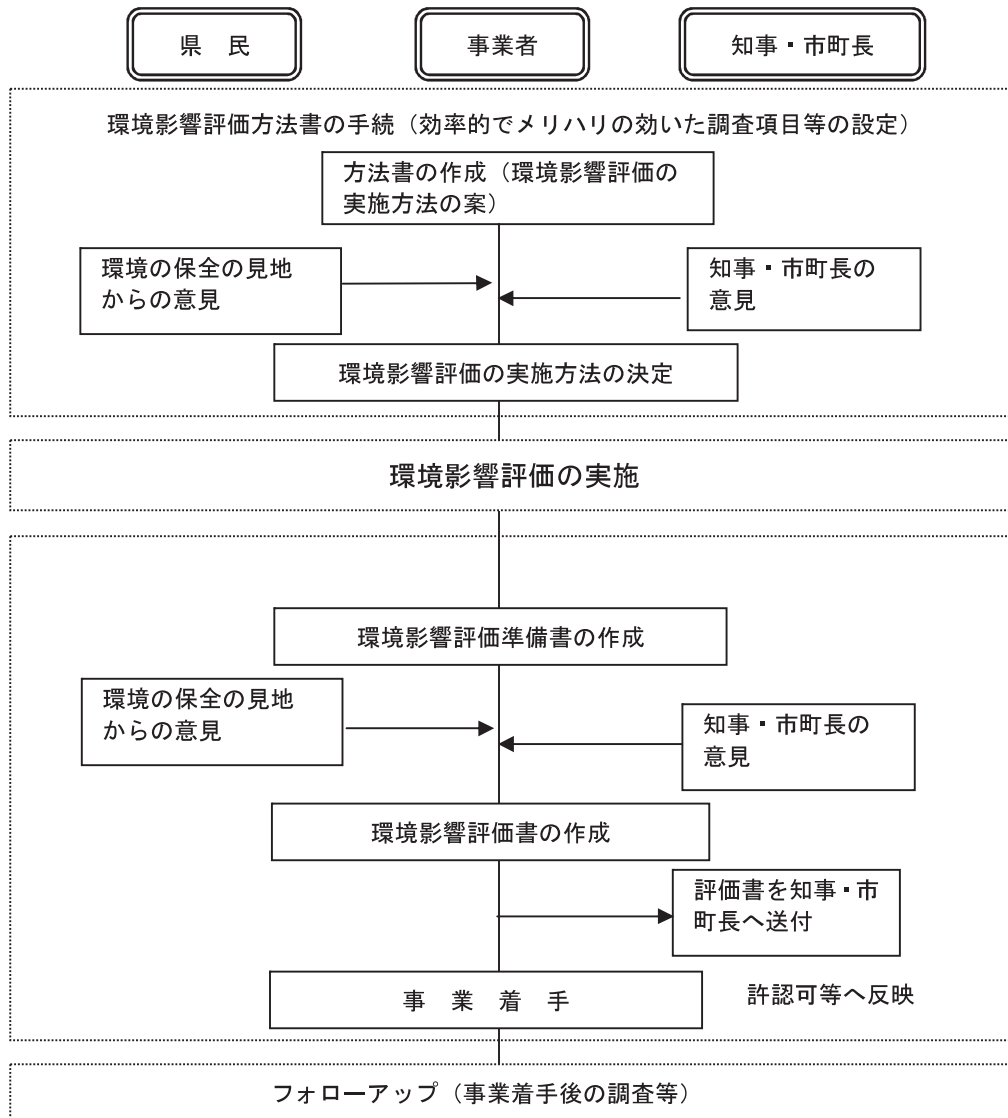 県　民
事業者
知事・市町長
環境影響評価方法書の手続（効率的でメリハリの効いた調査項目等の設定）
方法書の作成（環境影響評価の
実施方法の案）
環境の保全の見地
からの意見
知事・市町長の
意見
環境影響評価の実施方法の決定
環境影響評価の実施
環境影響評価準備書の作成
環境の保全の見地
からの意見
知事・市町長の
意見
環境影響評価書の作成
評価書を知事・市
町長へ送付
事　業　着　手
許認可等へ反映
フォローアップ（事業着手後の調査等）